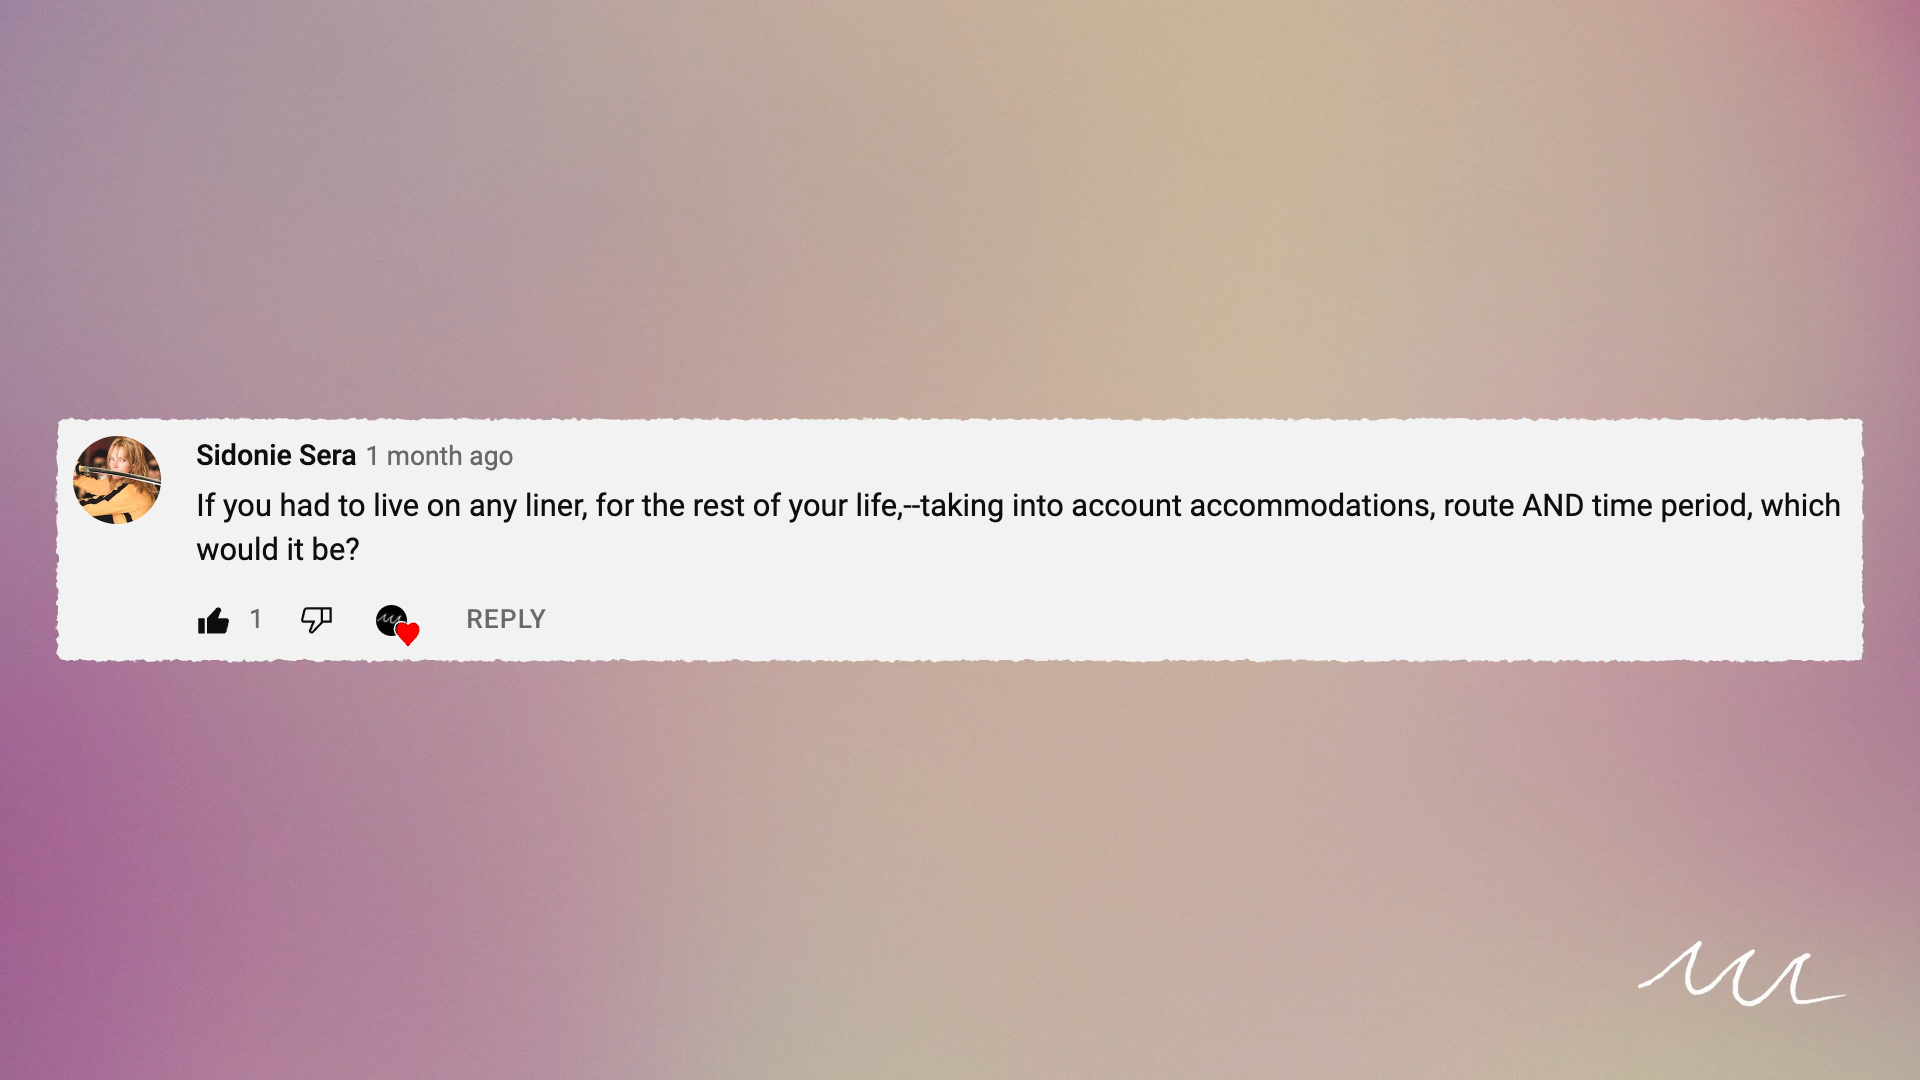 Sidonie Sera 1 month ago
If you had to live on any liner, for the rest of your life,--taking into account accommodations, route AND time period, which
would it be?
1 REPLY